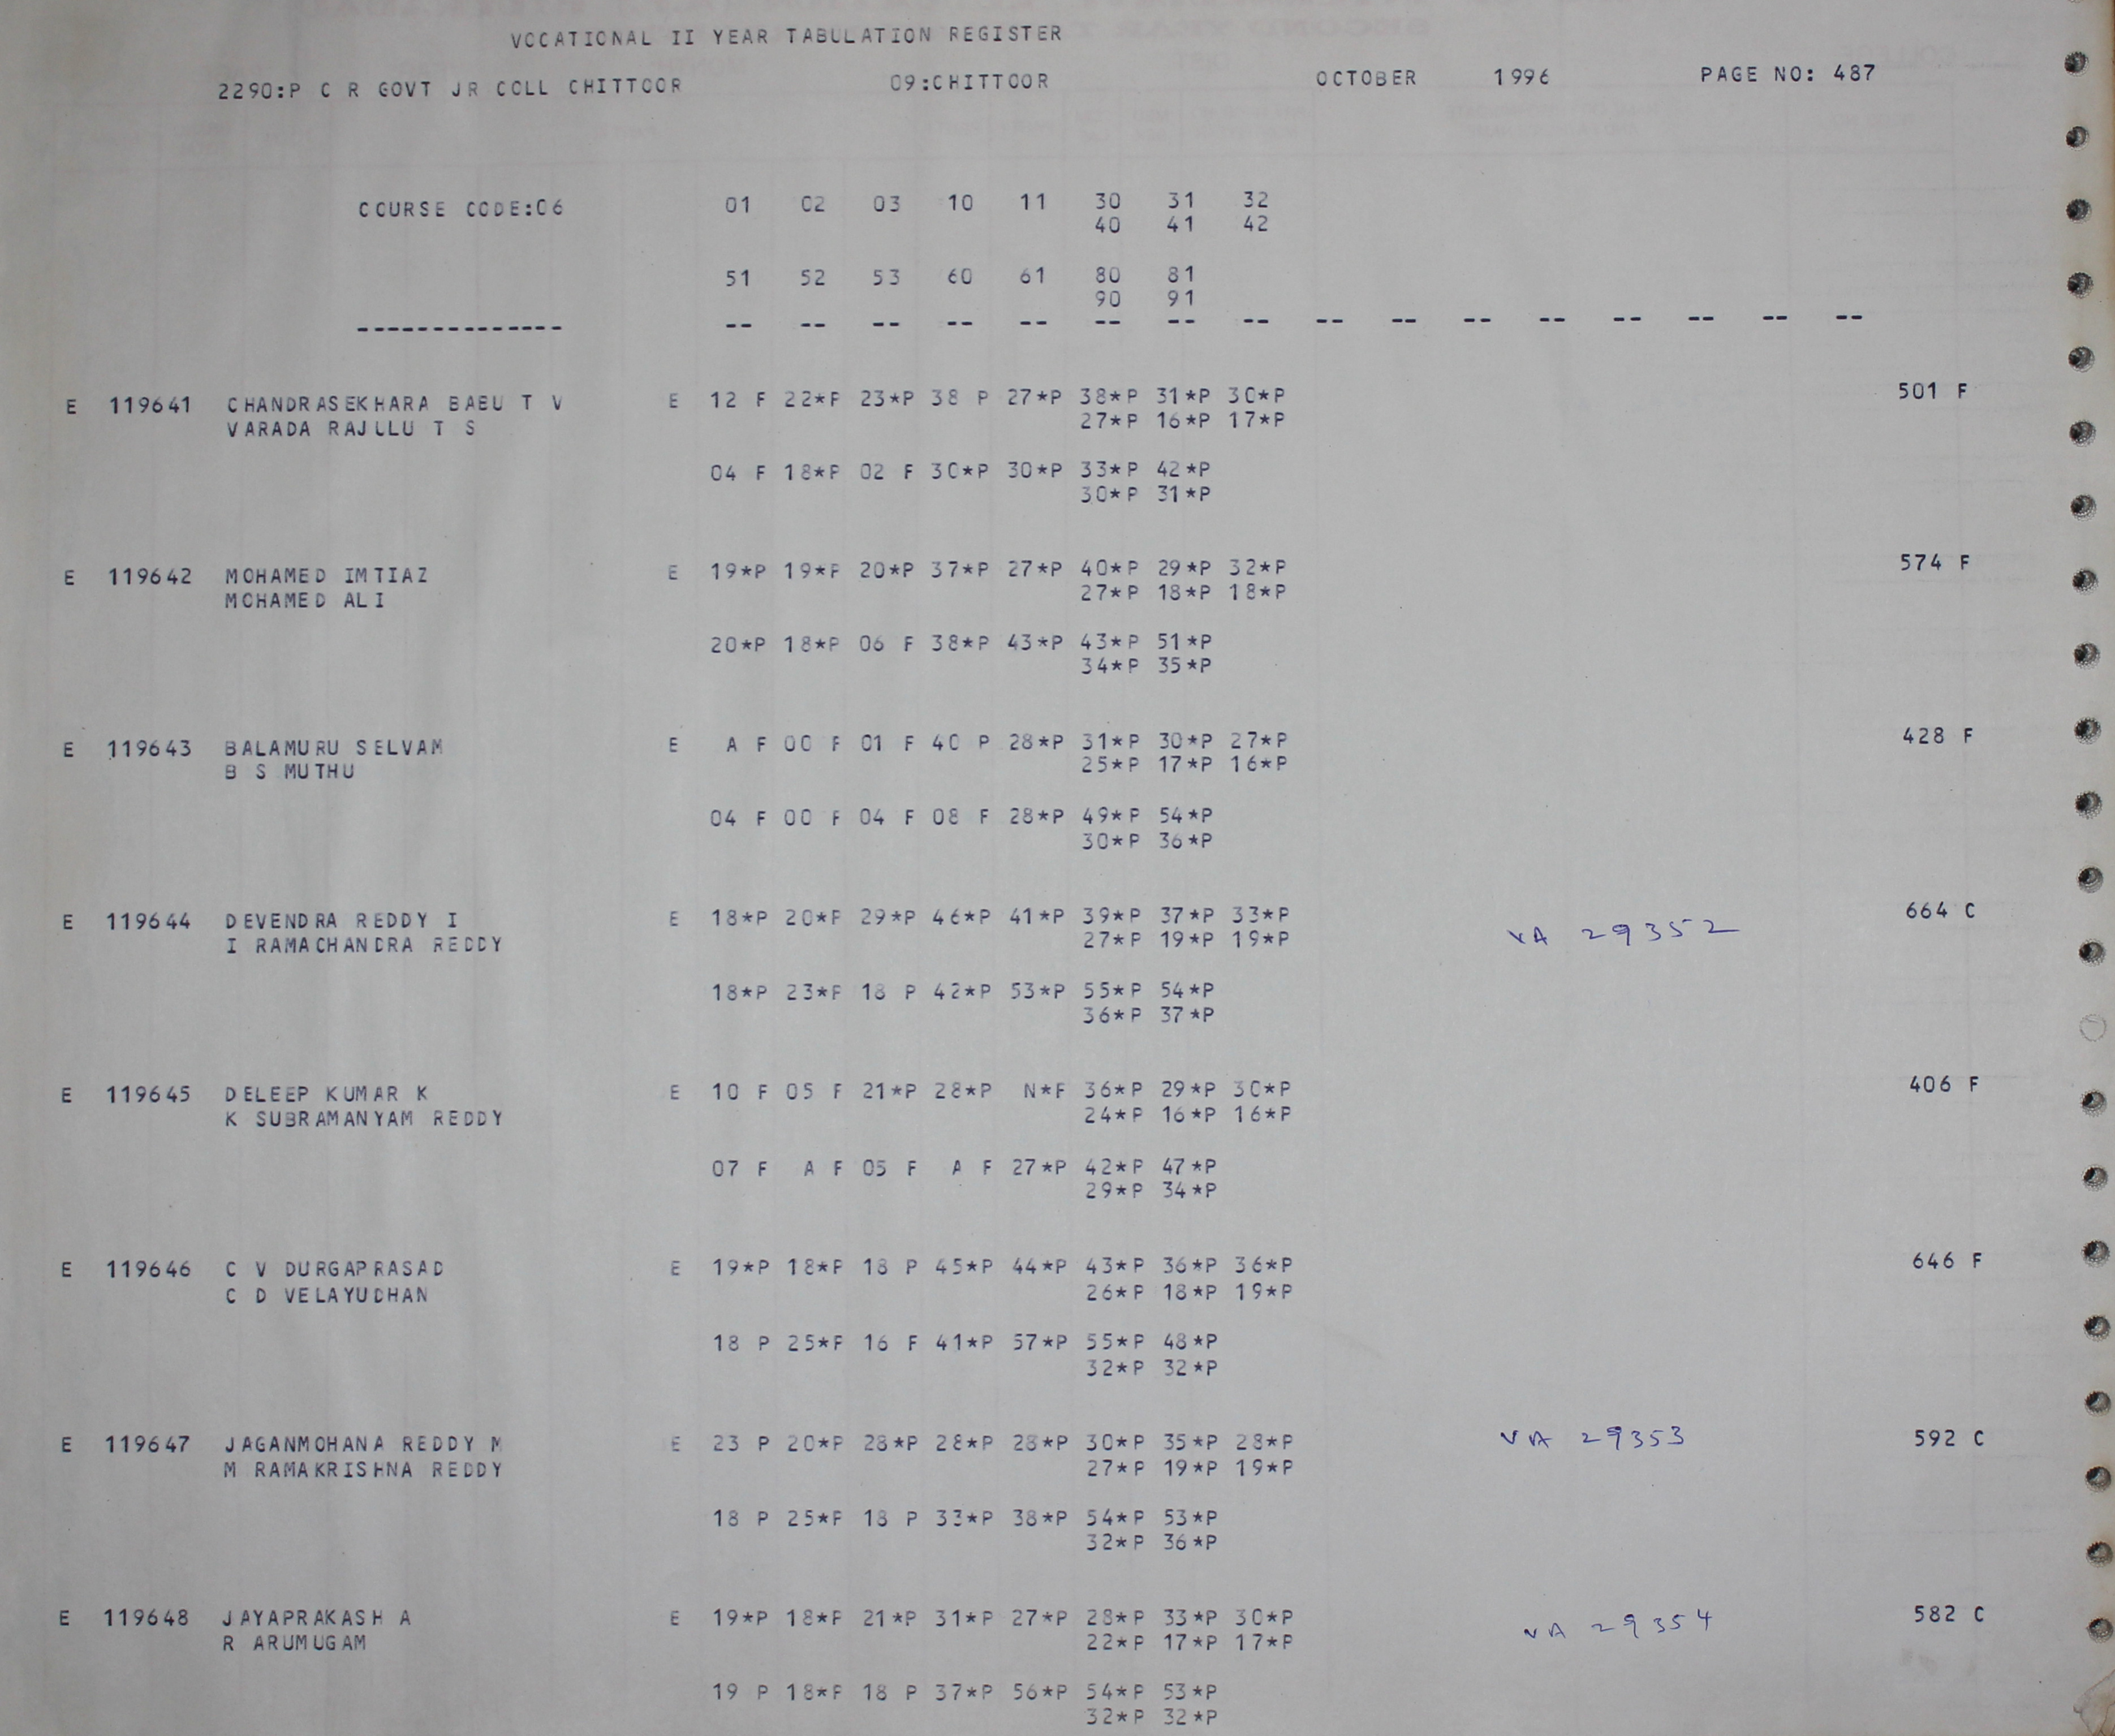 VOCATIONAL II YEAR TABULATION REGISTER
2290:P C R GOVT JR COLL CHITTOOR 09:CHITTOOR OCTOBER 1996 PAGE NO: 487
COURSE CODE:06 01 02 03 10 11 30 31 32
40 41 42
51 52 53 60 61 80 81
90 91
-------------- -- -- -- -- -- -- -- -- -- -- -- -- -- -- -- --
E 119641 CHANDRASEKHARA BABU T V E 12 F 22*P 23*P 38 P 27*P 38*P 31*P 30*P 501 F
VARADA RAJULU T S 27*P 16*P 17*P
04 F 18*P 02 F 30*P 30*P 33*P 42*P
30*P 31*P
E 119642 MOHAMED IMTIAZ E 19*P 19*P 20*P 37*P 27*P 40*P 29*P 32*P 574 F
MOHAMED ALI 27*P 18*P 18*P
20*P 18*P 06 F 38*P 43*P 43*P 51*P
34*P 35*P
E 119643 BALAMURU SELVAM E A F 00 F 01 F 40 P 28*P 31*P 30*P 27*P 428 F
B S MUTHU 25*P 17*P 16*P
04 F 00 F 04 F 08 F 28*P 49*P 54*P
30*P 36*P
E 119644 DEVENDRA REDDY I E 18*P 20*P 29*P 46*P 41*P 39*P 37*P 33*P VA 29352 664 C
I RAMACHANDRA REDDY 27*P 19*P 19*P
18*P 23*P 18 P 42*P 53*P 55*P 54*P
36*P 37*P
E 119645 DELEEP KUMAR K E 10 F 05 F 21*P 28*P N*F 36*P 29*P 30*P 406 F
K SUBRAMANYAM REDDY 24*P 16*P 16*P
07 F A F 05 F A F 27*P 42*P 47*P
29*P 34*P
E 119646 C V DURGAPRASAD E 19*P 18*P 18 P 45*P 44*P 43*P 36*P 36*P 646 F
C D VELAYUDHAN 26*P 18*P 19*P
18 P 25*P 16 F 41*P 57*P 55*P 48*P
32*P 32*P
E 119647 JAGANMOHANA REDDY M E 23 P 20*P 28*P 28*P 28*P 30*P 35*P 28*P VA 29353 592 C
M RAMAKRISHNA REDDY 27*P 19*P 19*P
18 P 25*P 18 P 33*P 38*P 54*P 53*P
32*P 36*P
E 119648 JAYAPRAKASH A E 19*P 18*P 21*P 31*P 27*P 28*P 33*P 30*P VA 29354 582 C
R ARUMUGAM 22*P 17*P 17*P
19 P 18*P 18 P 37*P 56*P 54*P 53*P
32*P 32*P